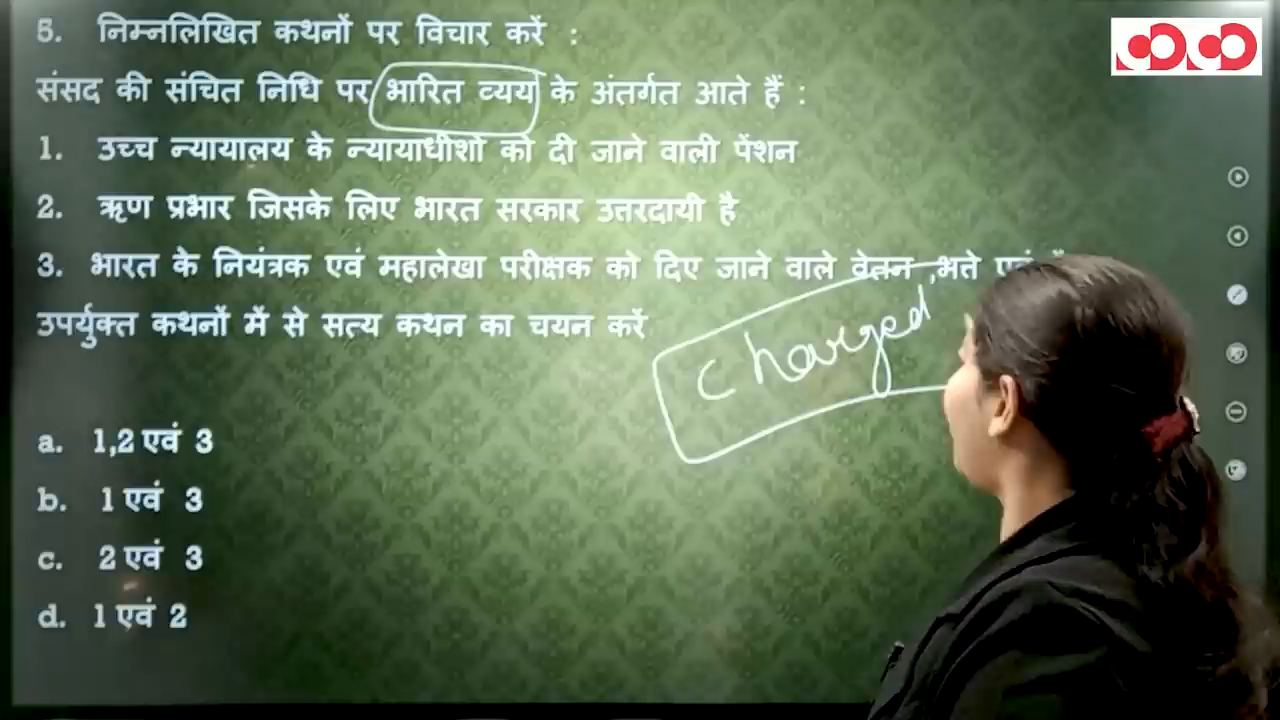 5. निम्नलिखित कथनों पर विचार करें :
संसद की संचित निधि पर भारित व्यय के अंतर्गत आते हैं :
1. उच्च न्यायालय के न्यायाधीशों को दी जाने वाली पेंशन
2. ऋण प्रभार जिसके लिए भारत सरकार उत्तरदायी है
3. भारत के नियंत्रक एवं महालेखा परीक्षक को दिए जाने वाले वेतन ,भत्ते एवं
उपर्युक्त कथनों में से सत्य कथन का चयन करें
charged
a. 1,2 एवं 3
b. 1 एवं 3
c. 2 एवं 3
d. 1 एवं 2